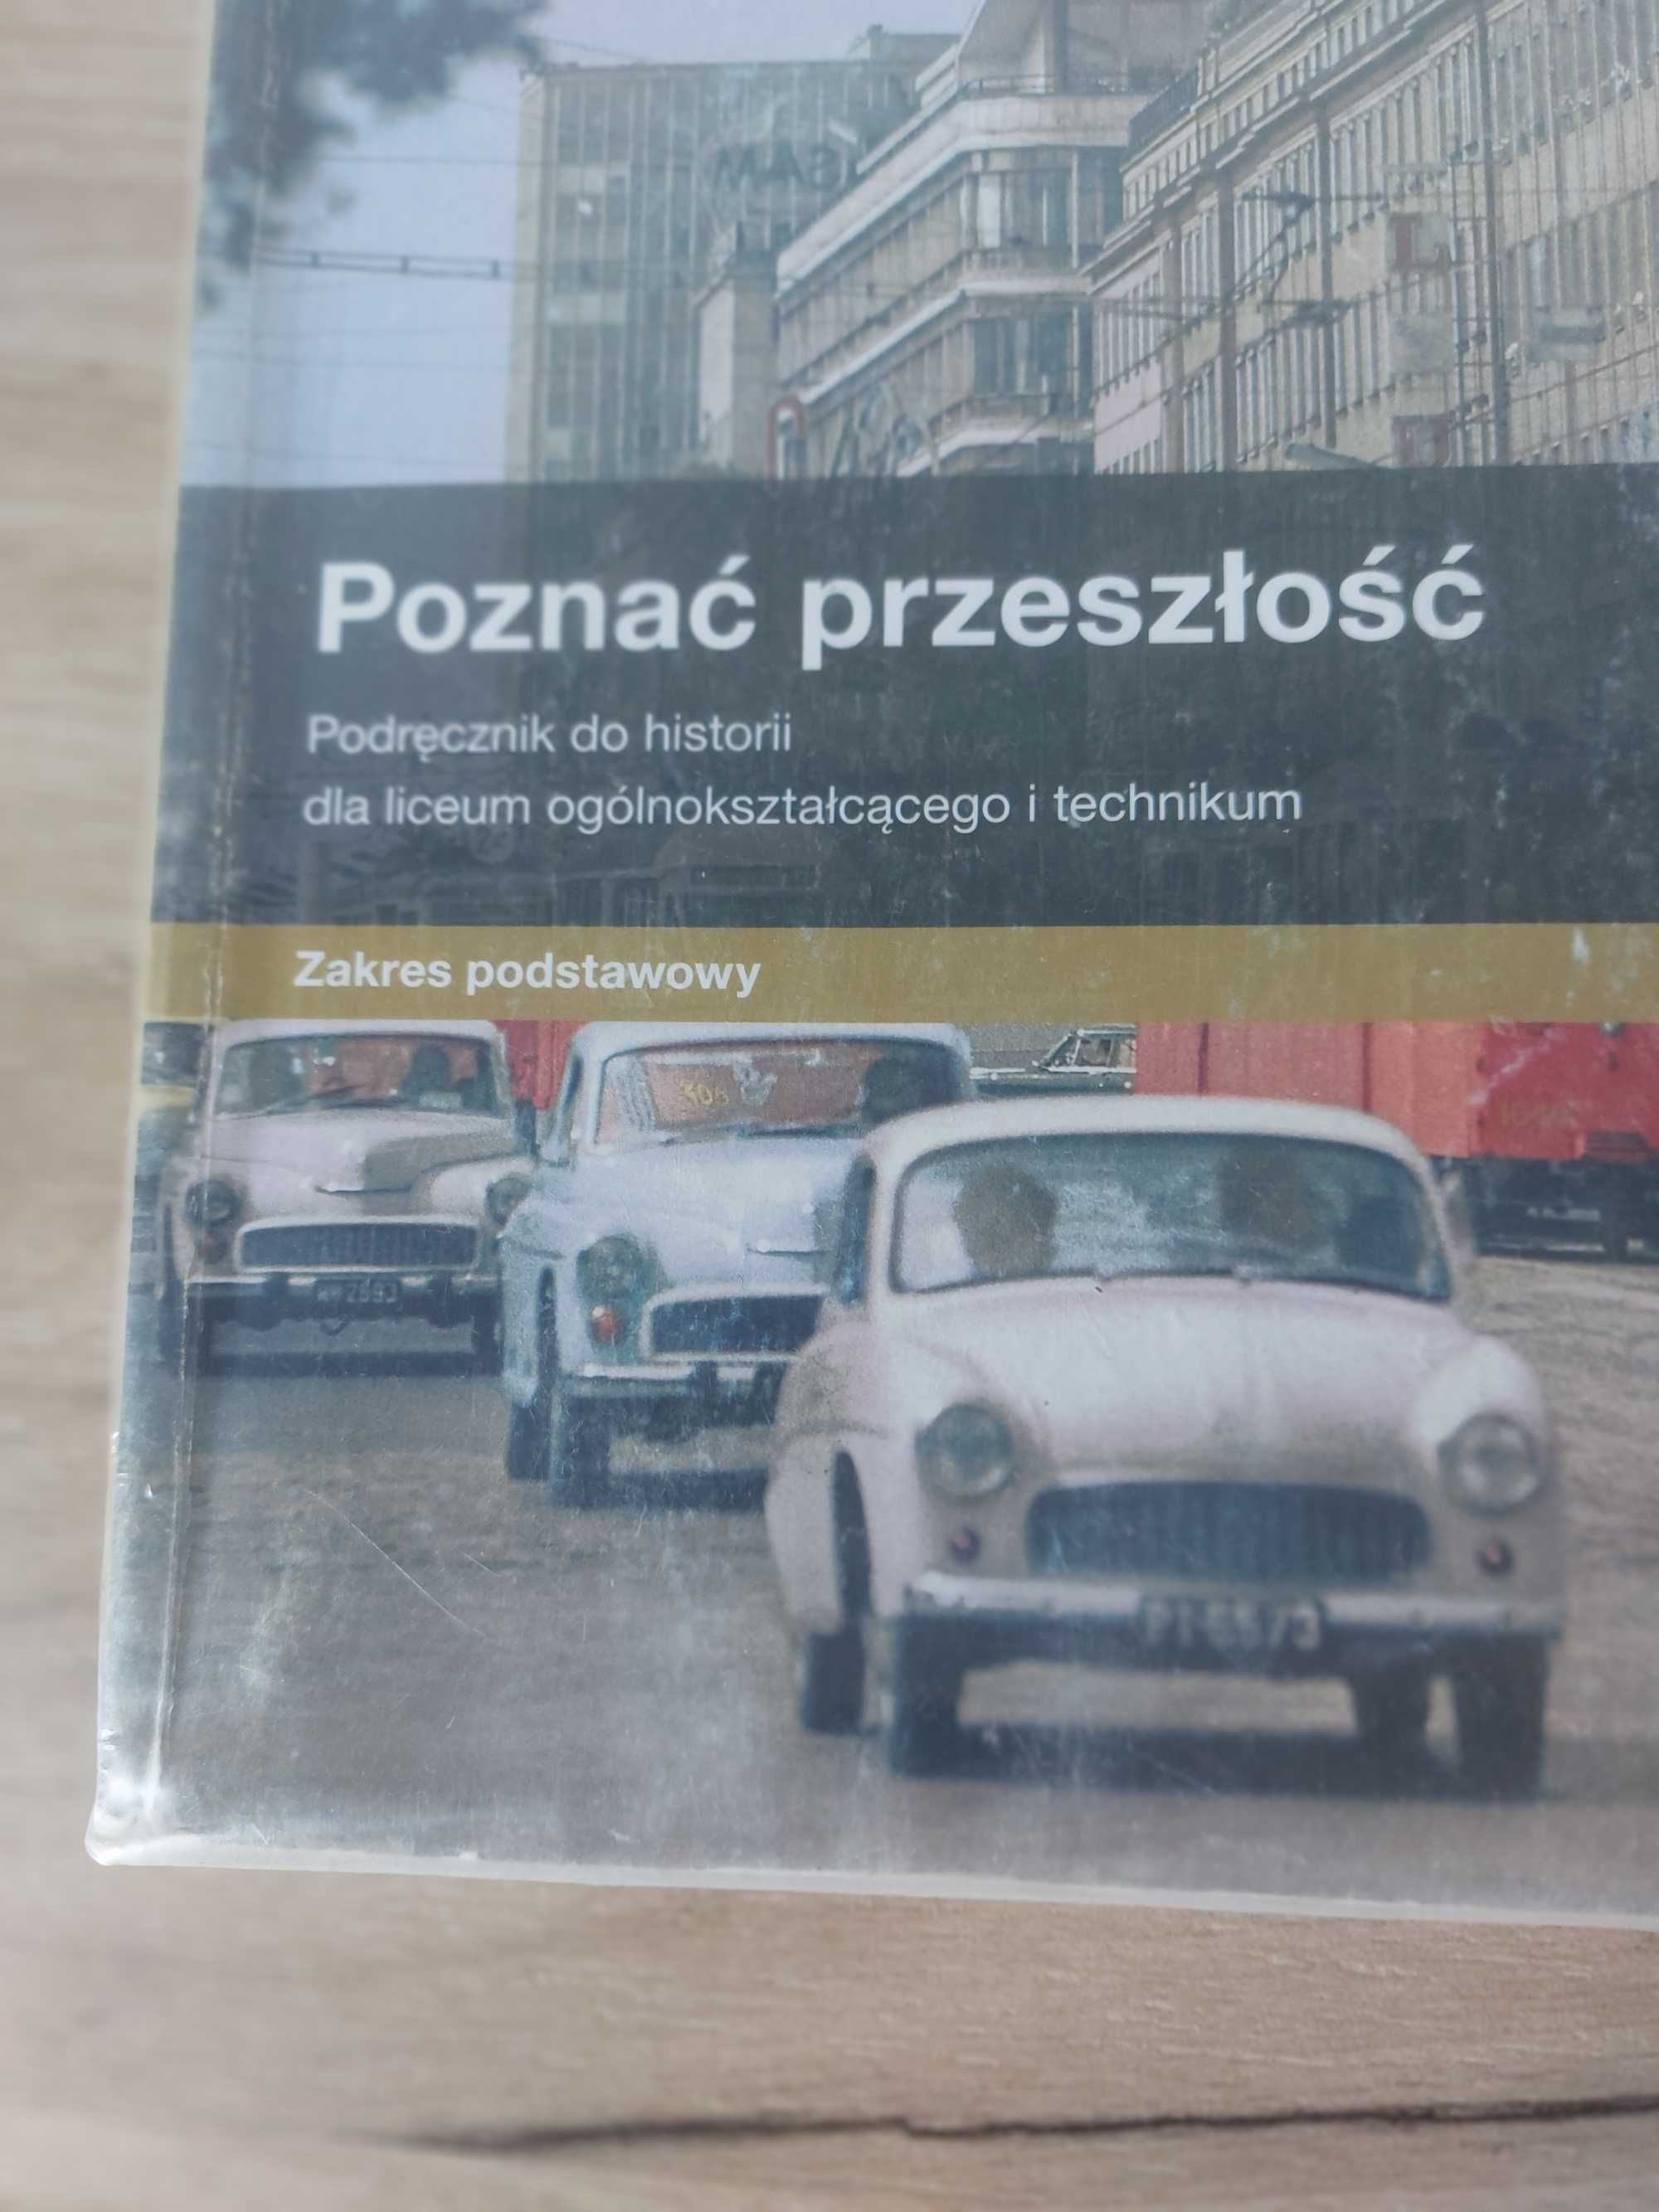 Poznać przeszłość
Podręcznik do historii
dla liceum ogólnokształcącego i technikum
Zakres podstawowy